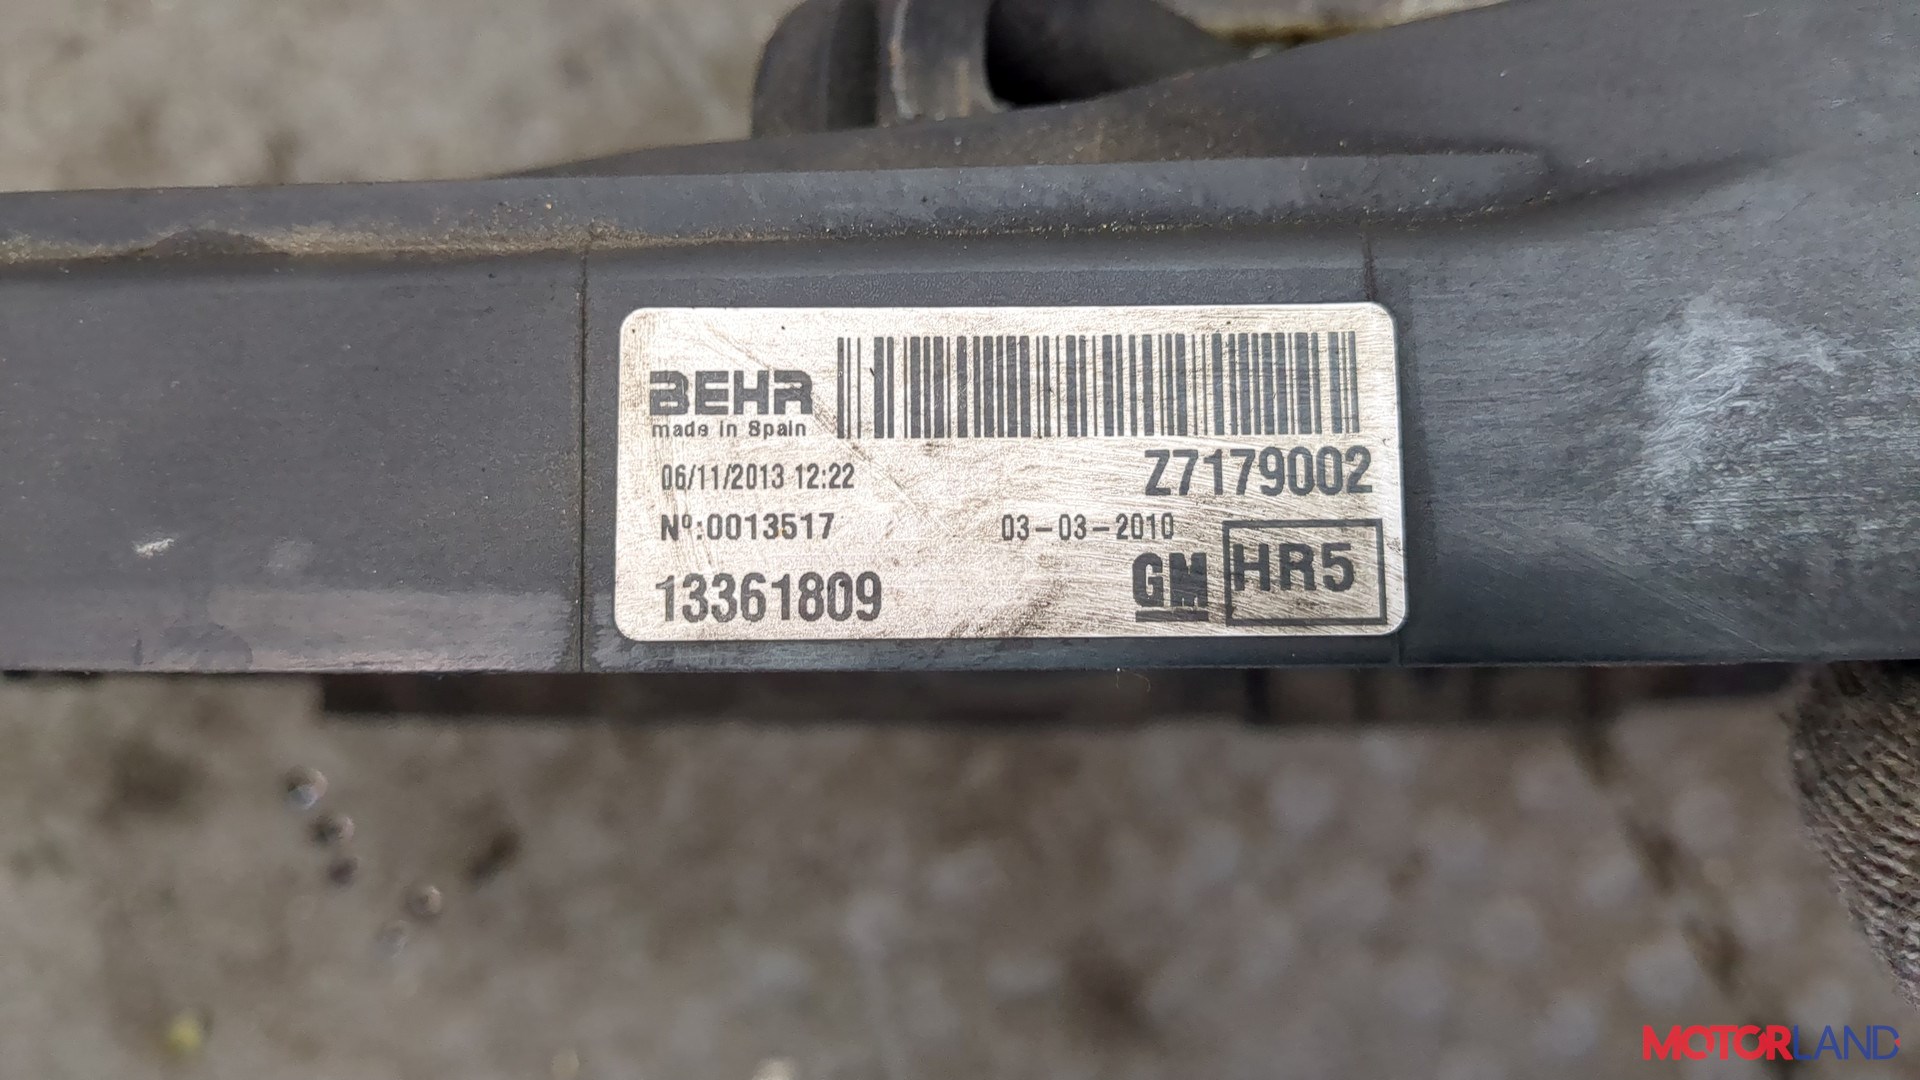 BEHR
made in Spain
06/11/2013 12:22
Z7179002
Nº:0013517
03-03-2010
13361809
GM
HR5
MOTORLAND